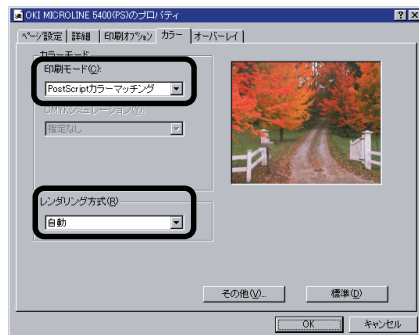 OKI MICROLINE 5400(PS)のプロパティ
ページ設定 詳細 印刷オプション カラー オーバーレイ
カラーモード
印刷モード(C):
PostScriptカラーマッチング
CMYKシミュレーション(Y):
指定なし
レンダリング方式(R)
自動
その他(V)... 標準(D)
OK キャンセル